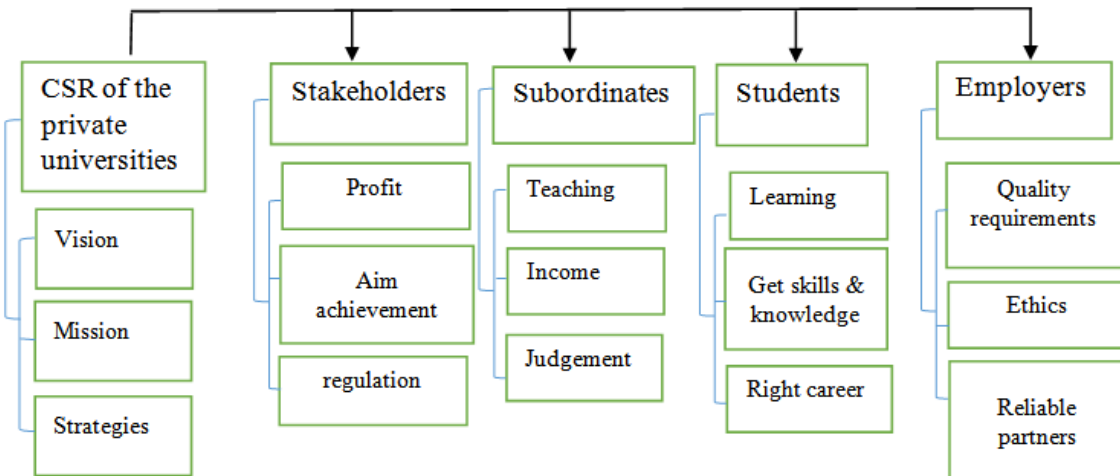 CSR of the
private
universities
Vision
Mission
Strategies
Stakeholders
Profit
Aim
achievement
regulation
Subordinates
Teaching
Income
Judgement
Students
Learning
Get skills &
knowledge
Right career
Employers
Quality
requirements
Ethics
Reliable
partners